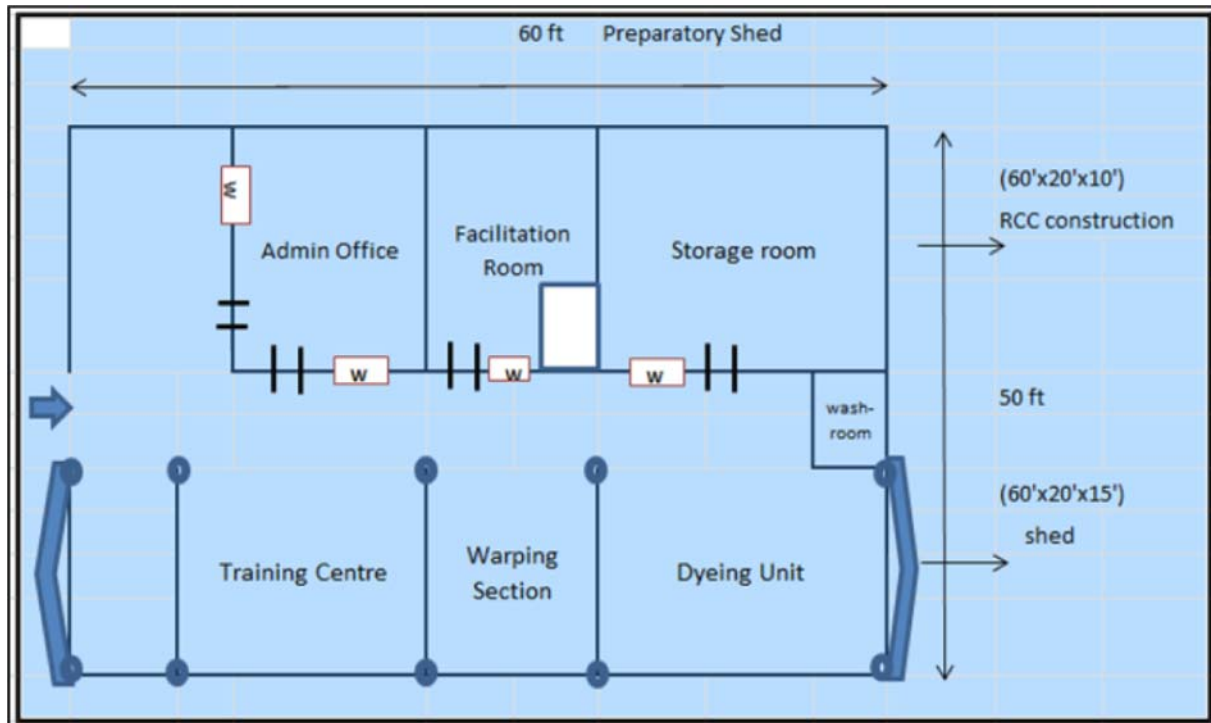 60 ft Preparatory Shed
(60'x20'x10')
RCC construction
W
Admin Office
Facilitation
Room
Storage room
W
W
W
50 ft
wash-
room
(60'x20'x15')
shed
Training Centre
Warping
Section
Dyeing Unit